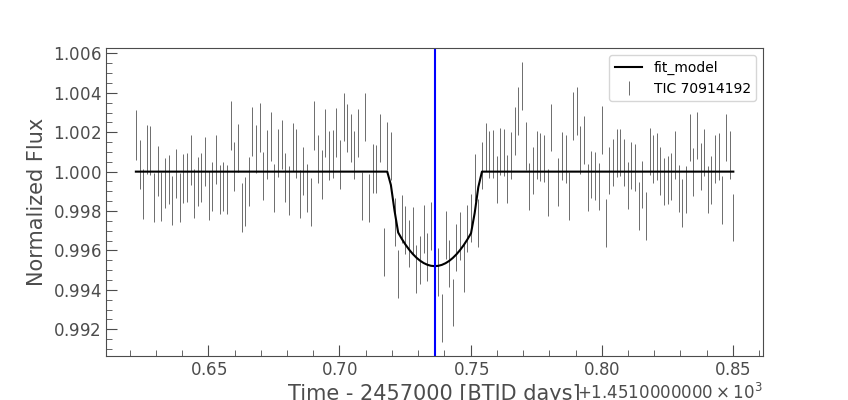 1.006
1.004
1.002
1.000
0.998
0.996
0.994
0.992
Normalized Flux
fit_model
TIC 70914192
0.65 0.70 0.75 0.80 0.85
Time - 2457000 [BTJD days]
+1.4510000000 × 10³